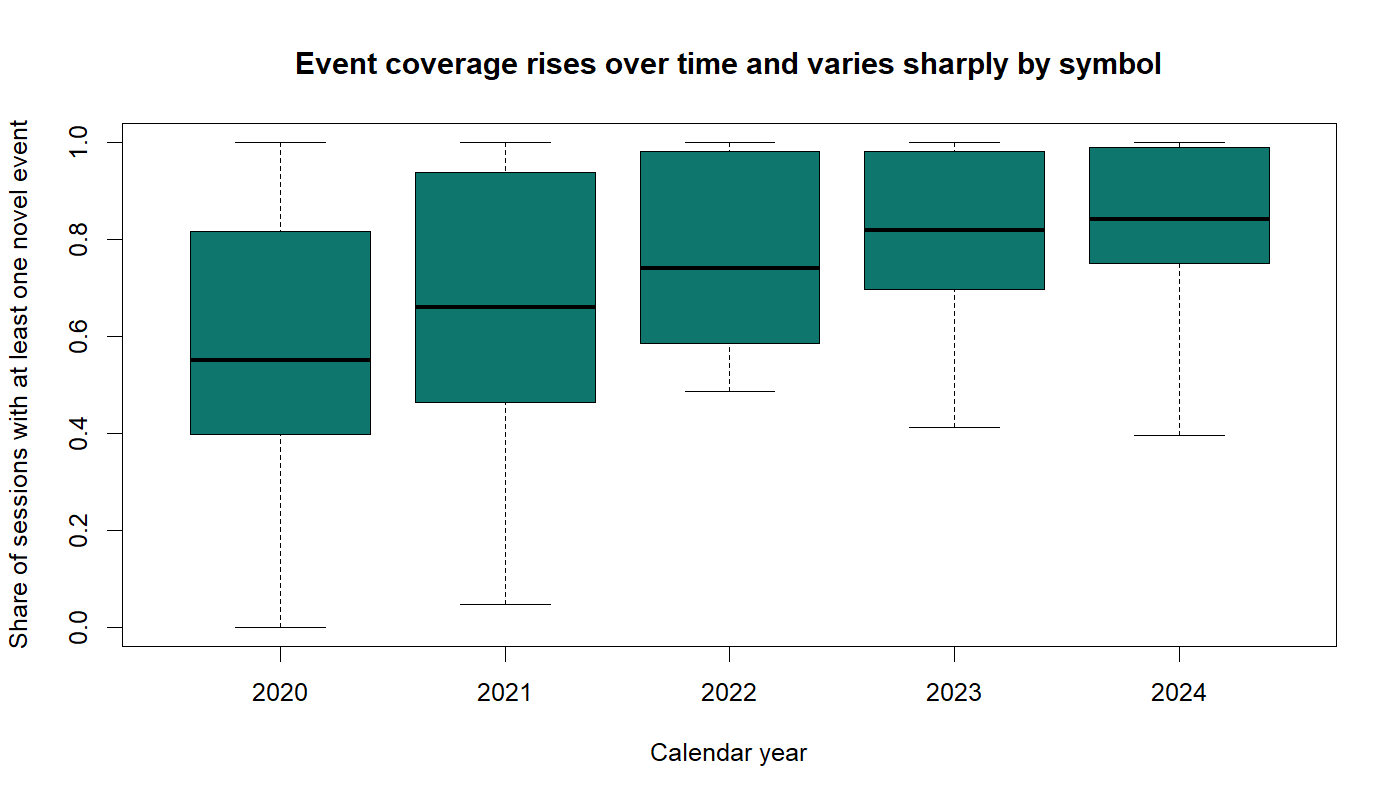 Event coverage rises over time and varies sharply by symbol
Share of sessions with at least one novel event
1.0
0.8
0.6
0.4
0.2
0.0
2020 2021 2022 2023 2024
Calendar year